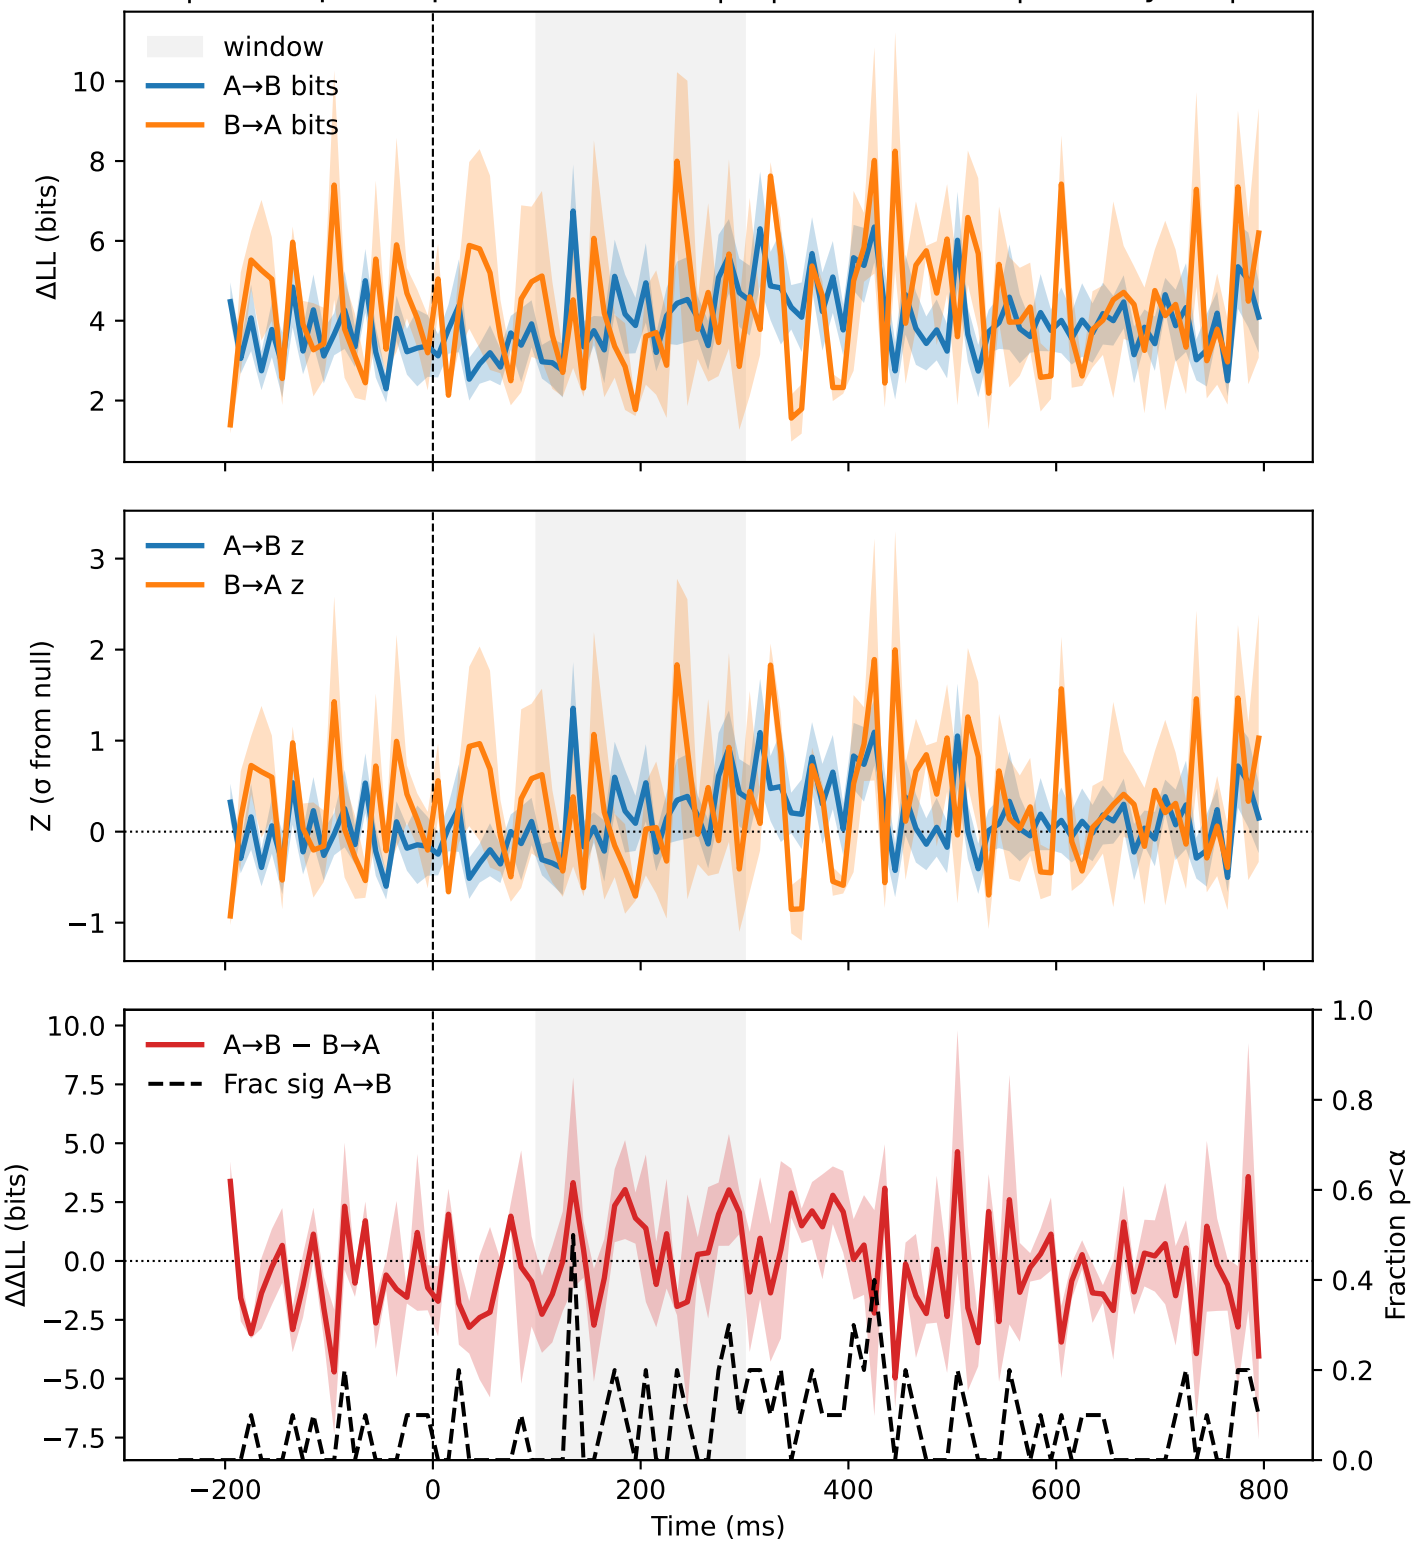 window
A→B bits
B→A bits
10
8
6
4
2
ΔLL (bits)
A→B z
B→A z
3
2
1
0
−1
Z (σ from null)
A→B − B→A
Frac sig A→B
10.0
7.5
5.0
2.5
0.0
−2.5
−5.0
−7.5
ΔΔLL (bits)
1.0
0.8
0.6
0.4
0.2
0.0
Fraction p<α
−200
0
200
400
600
800
Time (ms)